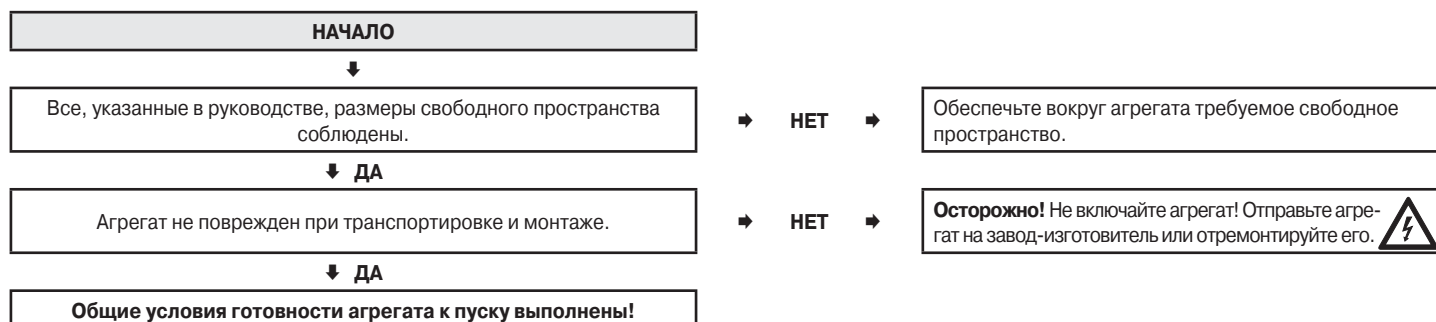 НАЧАЛО
Все, указанные в руководстве, размеры свободного пространства
соблюдены.
НЕТ
Обеспечьте вокруг агрегата требуемое свободное
пространство.
ДА
Агрегат не поврежден при транспортировке и монтаже.
НЕТ
Осторожно! Не включайте агрегат! Отправьте агре-
гат на завод-изготовитель или отремонтируйте его.
ДА
Общие условия готовности агрегата к пуску выполнены!